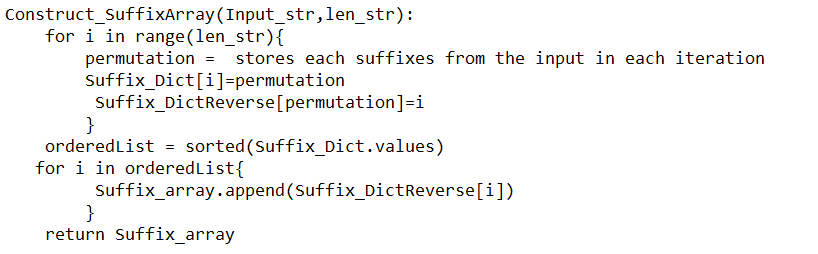 Construct_SuffixArray(Input_str,len_str):
for i in range(len_str){
permutation =  stores each suffixes from the input in each iteration
Suffix_Dict[i]=permutation
Suffix_DictReverse[permutation]=i
}
orderedList = sorted(Suffix_Dict.values)
for i in orderedList{
Suffix_array.append(Suffix_DictReverse[i])
}
return Suffix_array